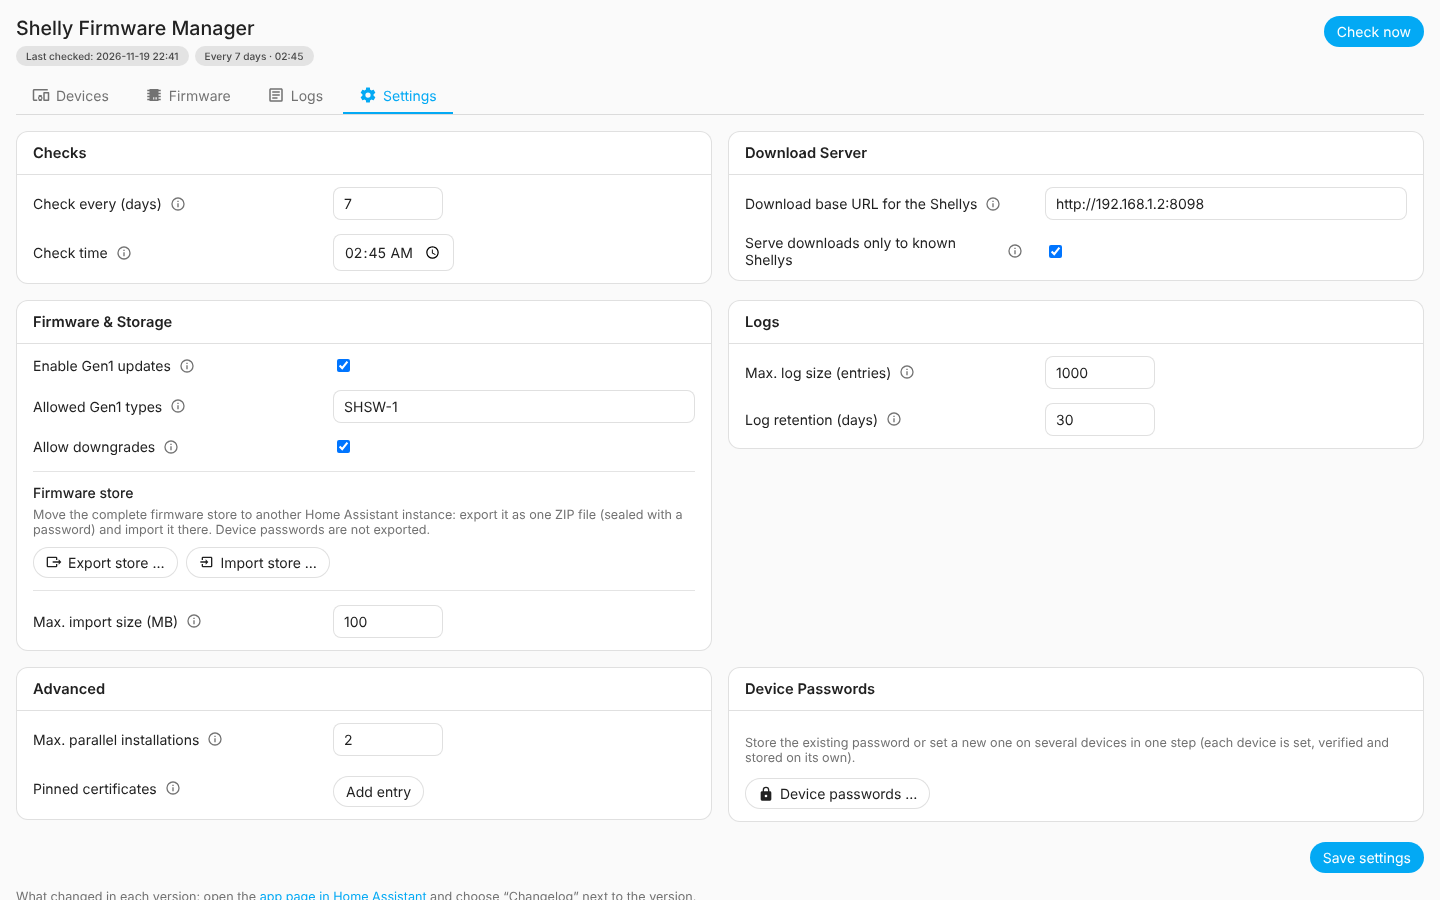 Shelly Firmware Manager
Check now
Last checked: 2026-11-19 22:41
Every 7 days · 02:45
Devices
Firmware
Logs
Settings
Checks
Check every (days)
7
Check time
02:45 AM
Download Server
Download base URL for the Shellys
http://192.168.1.2:8098
Serve downloads only to known
Shellys
Firmware & Storage
Enable Gen1 updates
Allowed Gen1 types
SHSW-1
Allow downgrades
Firmware store
Move the complete firmware store to another Home Assistant instance: export it as one ZIP file (sealed with a
password) and import it there. Device passwords are not exported.
Export store ...
Import store ...
Max. import size (MB)
100
Logs
Max. log size (entries)
1000
Log retention (days)
30
Advanced
Max. parallel installations
2
Pinned certificates
Add entry
Device Passwords
Store the existing password or set a new one on several devices in one step (each device is set, verified and
stored on its own).
Device passwords ...
Save settings
What changed in each version: open the app page in Home Assistant and choose “Changelog” next to the version.